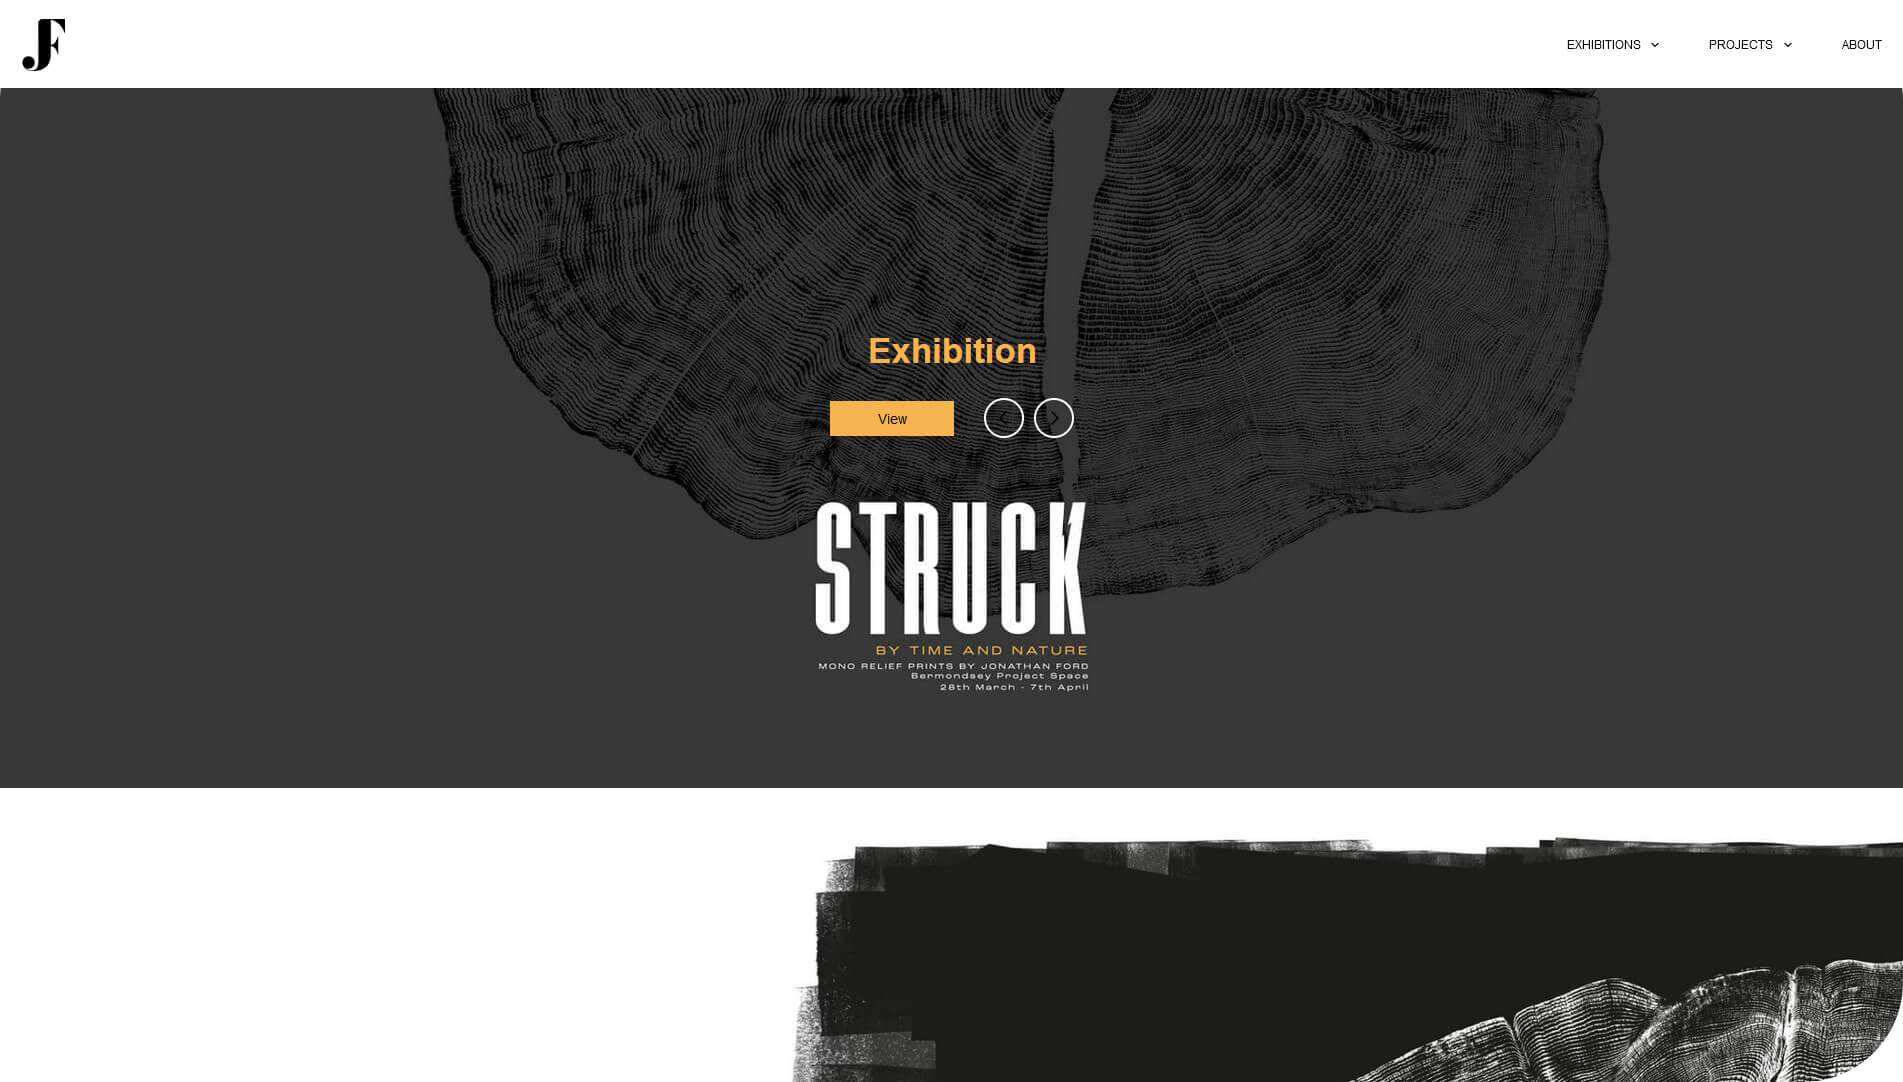 JF
EXHIBITIONS
PROJECTS
ABOUT
Exhibition
View
STRUCK
BY TIME AND NATURE
MONO RELIEF PRINTS BY JONATHAN FORD
Bermondsey Project Space
28th March - 7th April